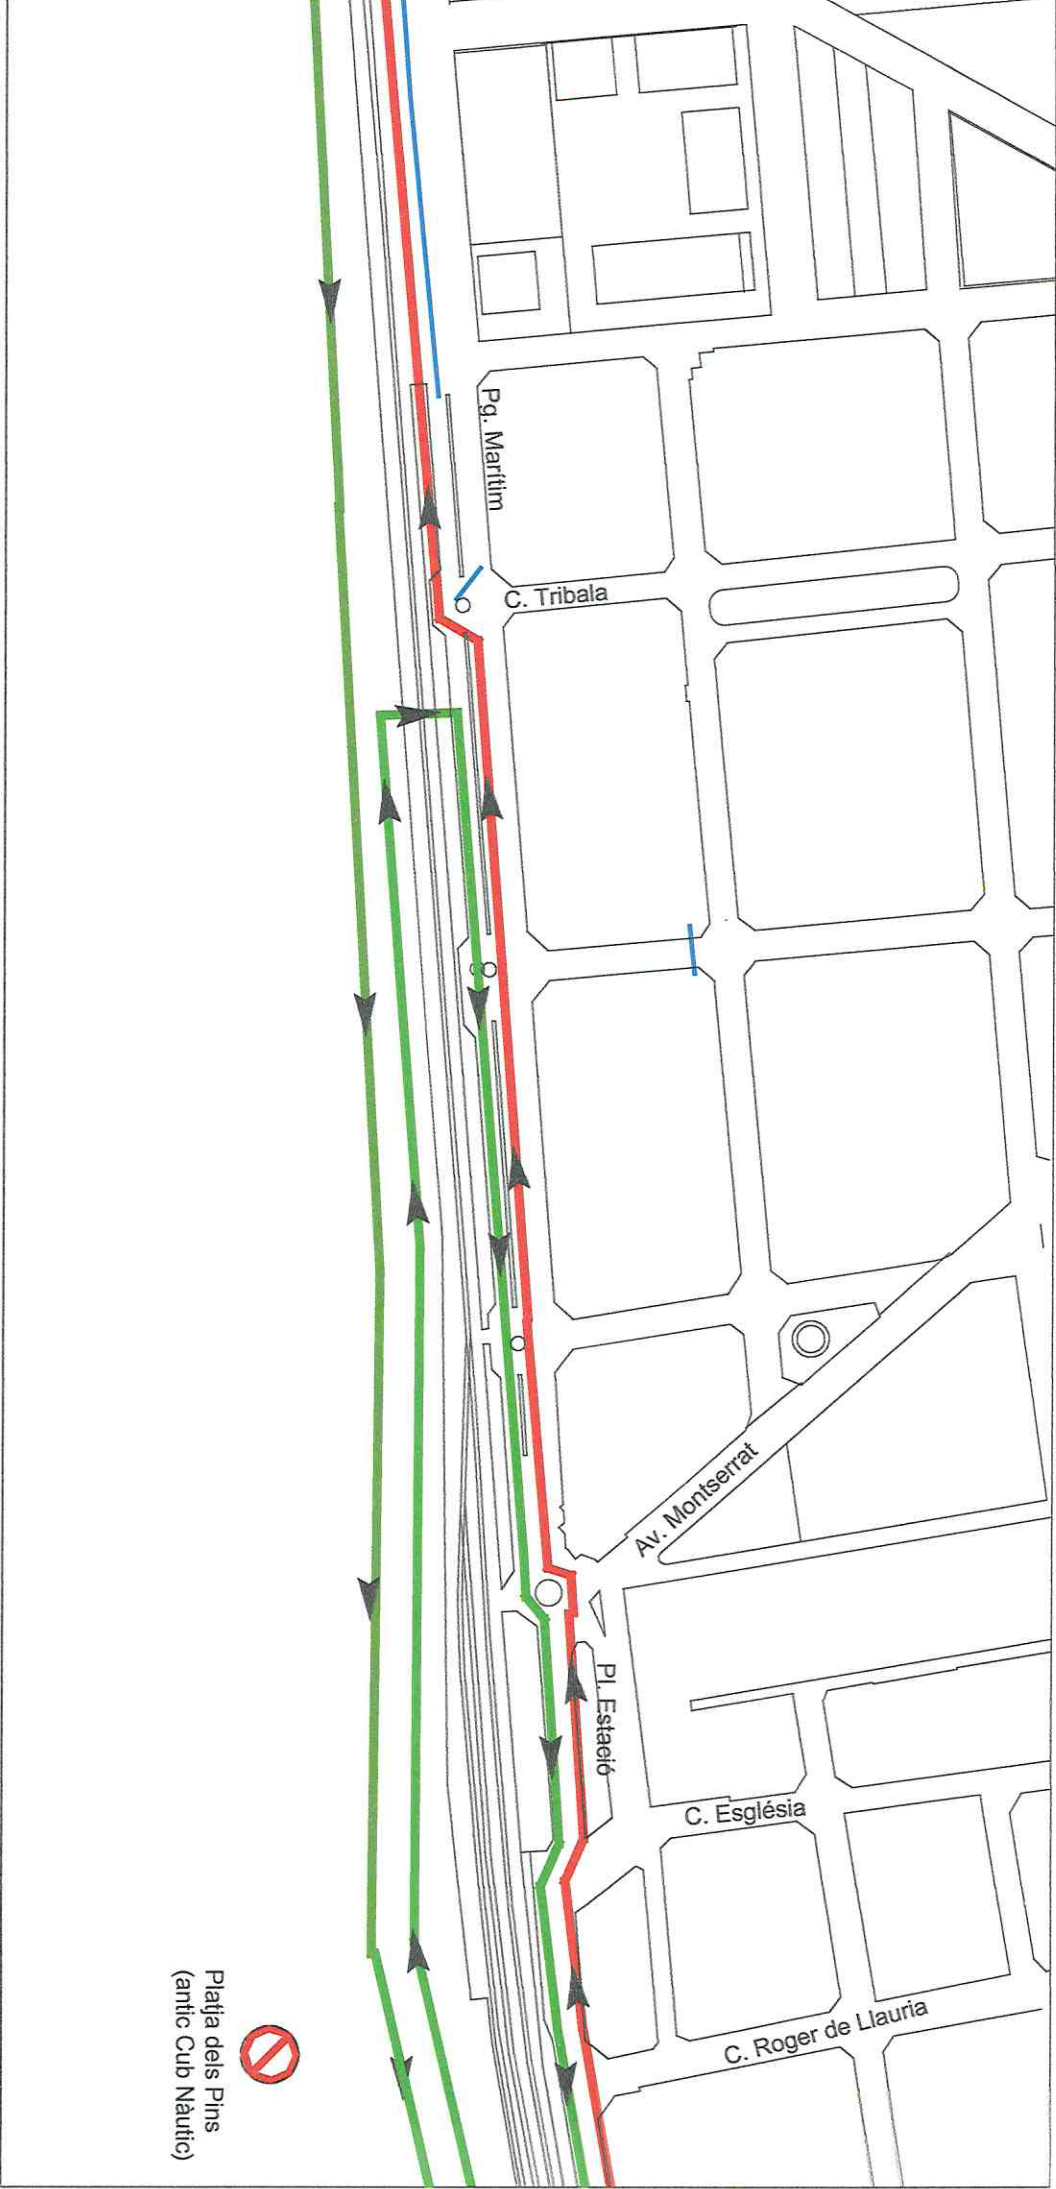 Pg. Marítim
C. Tribala
Av. Montserrat
Pl. Estació
C. Església
C. Roger de Llauria
Platja dels Pins
(antic Cub Nàutic)